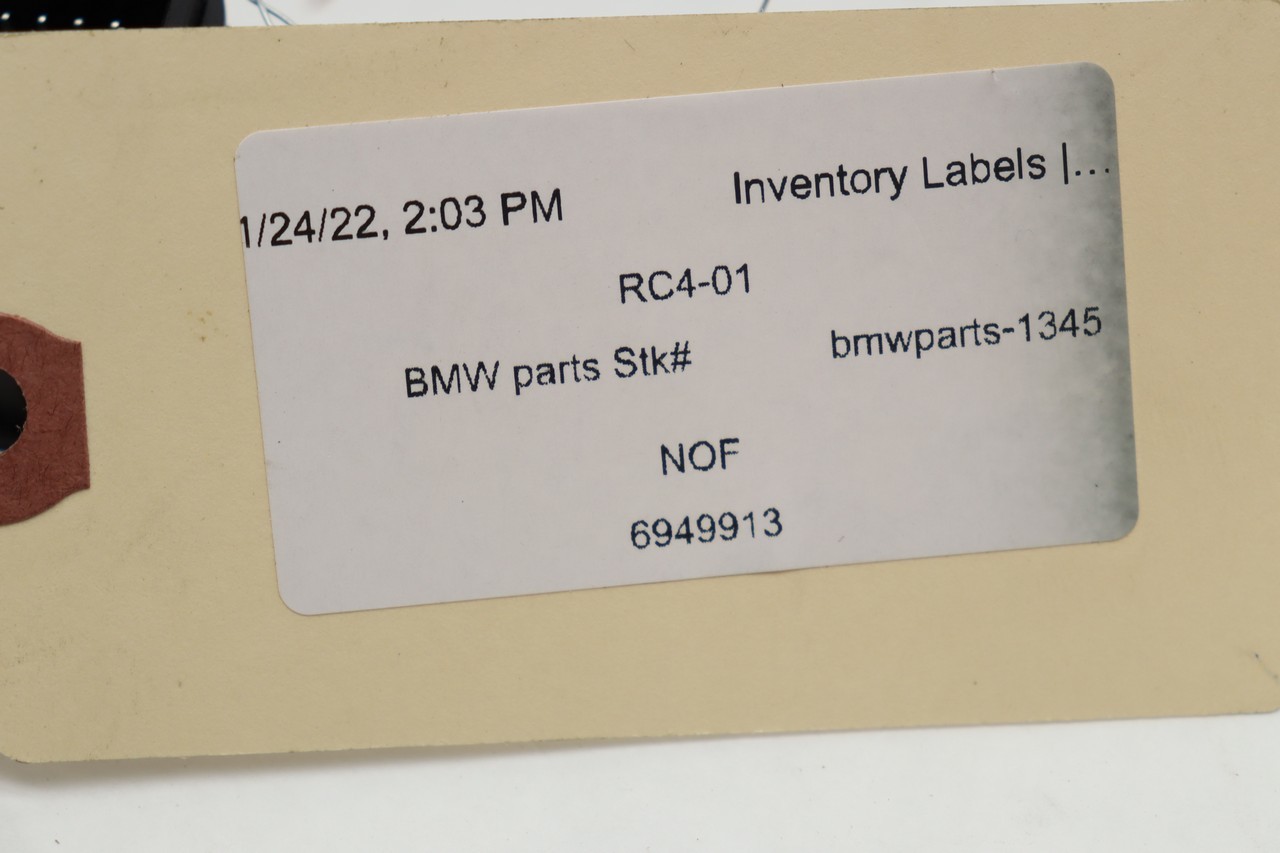 1/24/22, 2:03 PM Inventory Labels |...
RC4-01
BMW parts Stk# bmwparts-1345
NOF
6949913